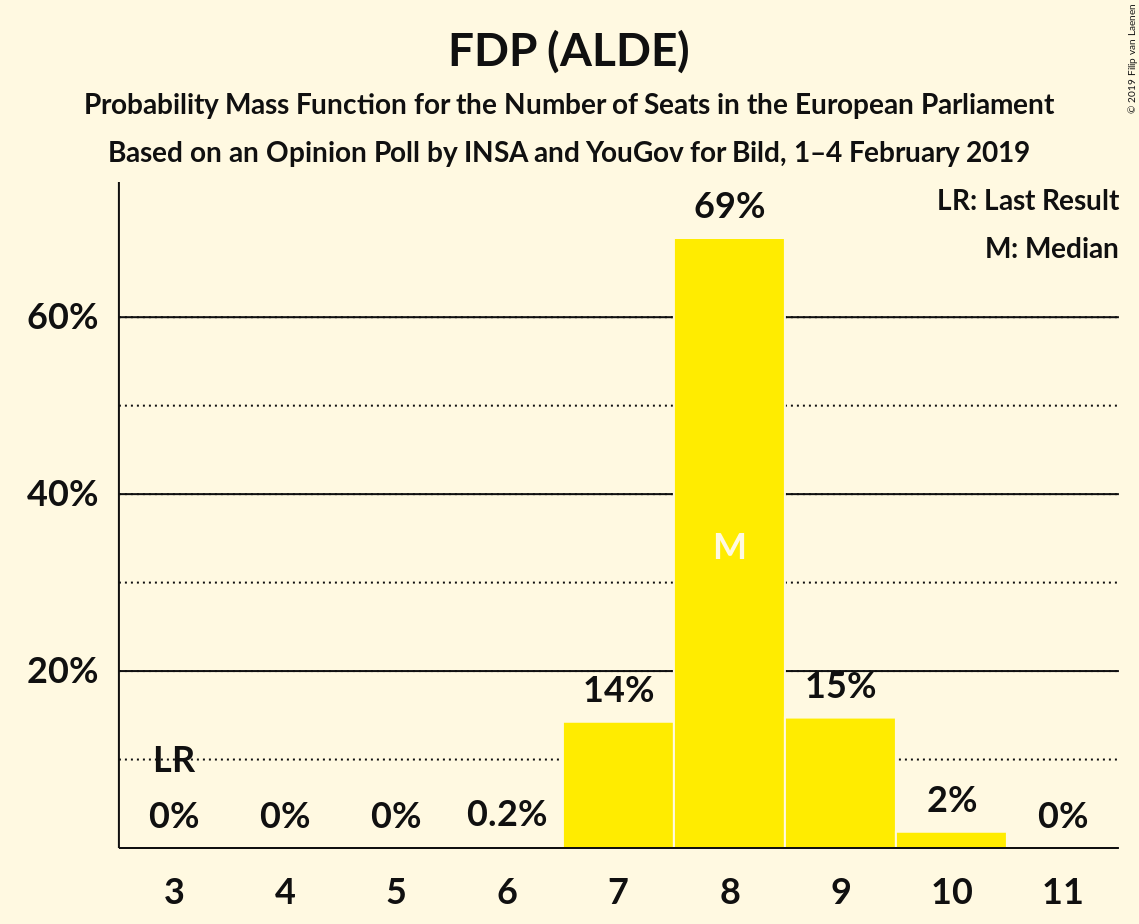 FDP (ALDE)
Probability Mass Function for the Number of Seats in the European Parliament
Based on an Opinion Poll by INSA and YouGov for Bild, 1–4 February 2019
© 2019 Filip van Laenen
LR: Last Result
M: Median
69%
60%
40%
M
20%
14%
15%
LR
0%
0%
0%
0.2%
2%
0%
3 4 5 6 7 8 9 10 11